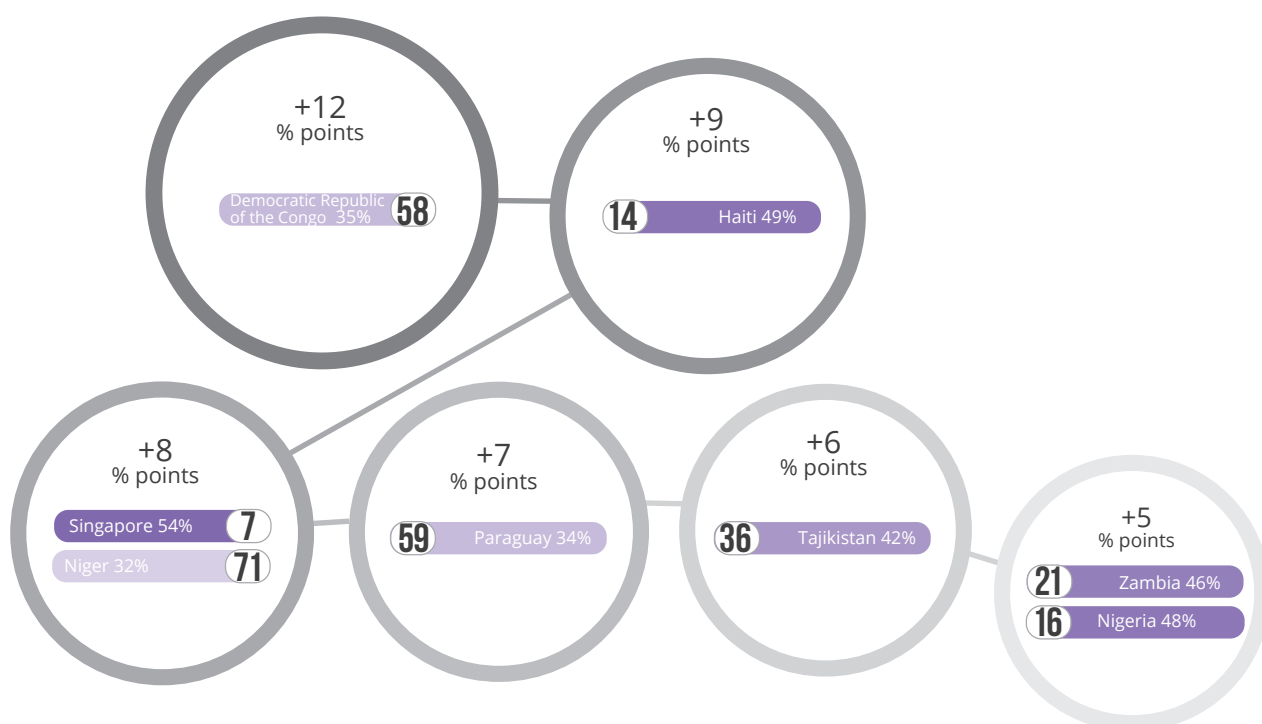 +12
% points
Democratic Republic
of the Congo 35%
58
+9
% points
14
Haiti 49%
+8
% points
Singapore 54%
7
Niger 32%
71
+7
% points
59
Paraguay 34%
+6
% points
36
Tajikistan 42%
+5
% points
21
Zambia 46%
16
Nigeria 48%